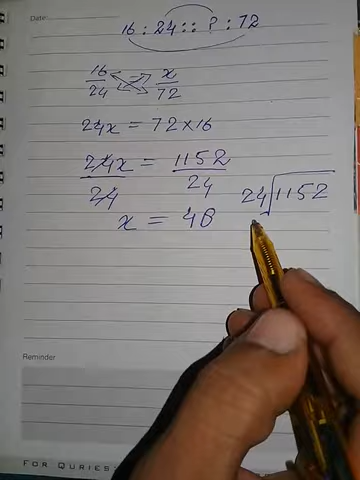 Date:
16 : 24 :: ? : 72
16/24 = x/72
24x = 72×16
24x/24 = 1152/24
24√1152
x = 48
Reminder
FOR QURIES: